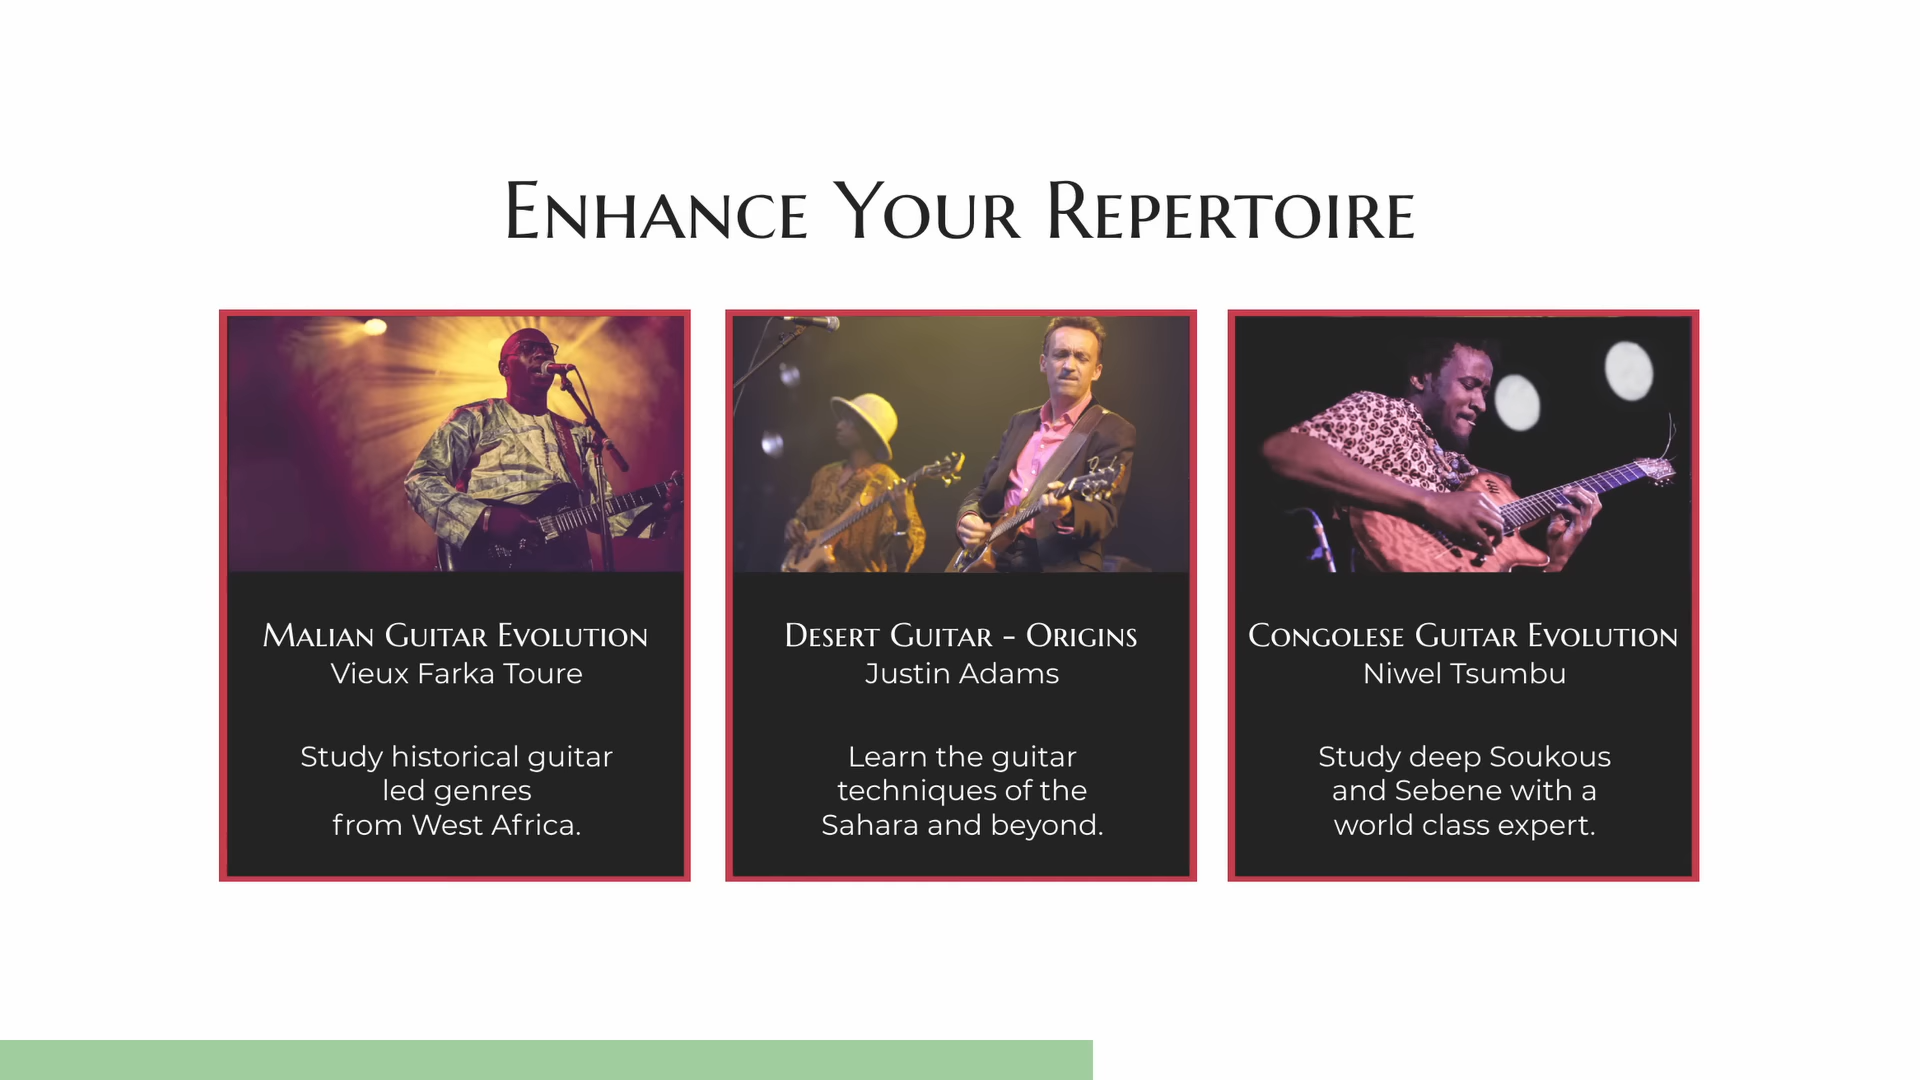 Enhance Your Repertoire
Malian Guitar Evolution
Vieux Farka Toure
Study historical guitar
led genres
from West Africa.
Desert Guitar - Origins
Justin Adams
Learn the guitar
techniques of the
Sahara and beyond.
Congolese Guitar Evolution
Niwel Tsumbu
Study deep Soukous
and Sebene with a
world class expert.